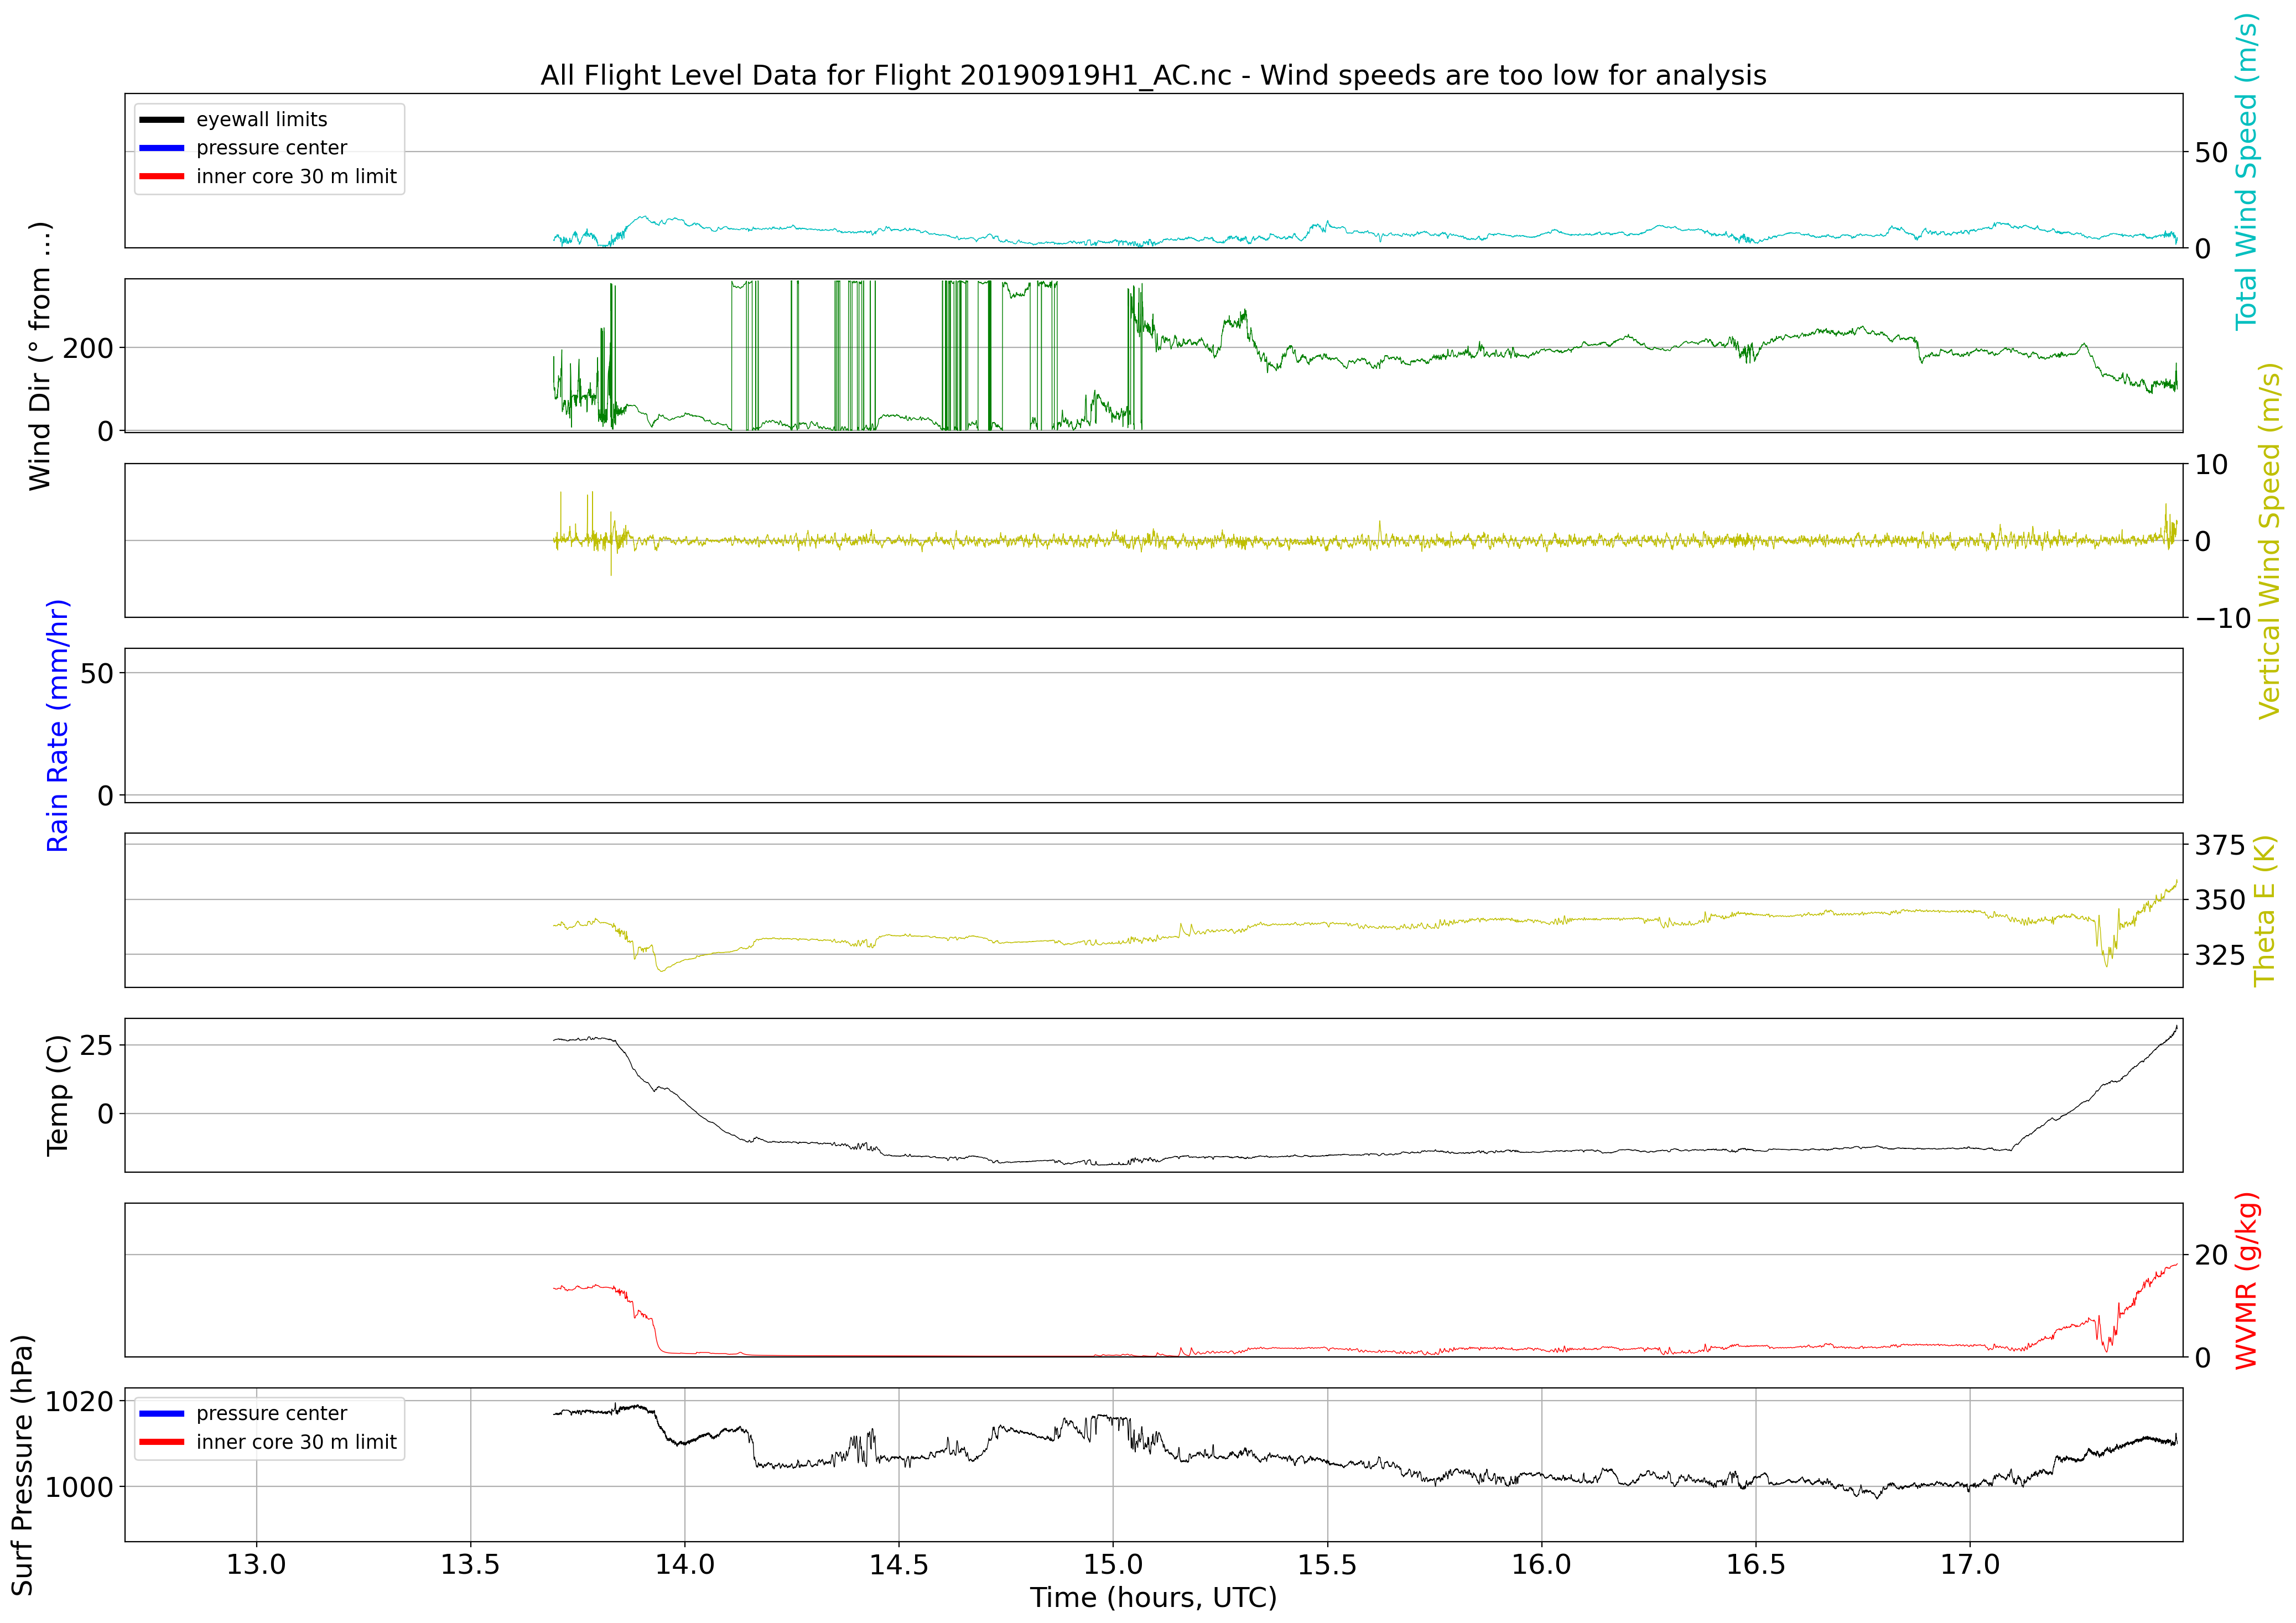 All Flight Level Data for Flight 20190919H1_AC.nc - Wind speeds are too low for analysis
eyewall limits
pressure center
inner core 30 m limit
50
0
Total Wind Speed (m/s)
Wind Dir (° from ...)
200
0
10
0
−10
Vertical Wind Speed (m/s)
Rain Rate (mm/hr)
50
0
375
350
325
Theta E (K)
Temp (C)
25
0
20
0
WVMR (g/kg)
Surf Pressure (hPa)
1020
1000
pressure center
inner core 30 m limit
13.0 13.5 14.0 14.5 15.0 15.5 16.0 16.5 17.0
Time (hours, UTC)